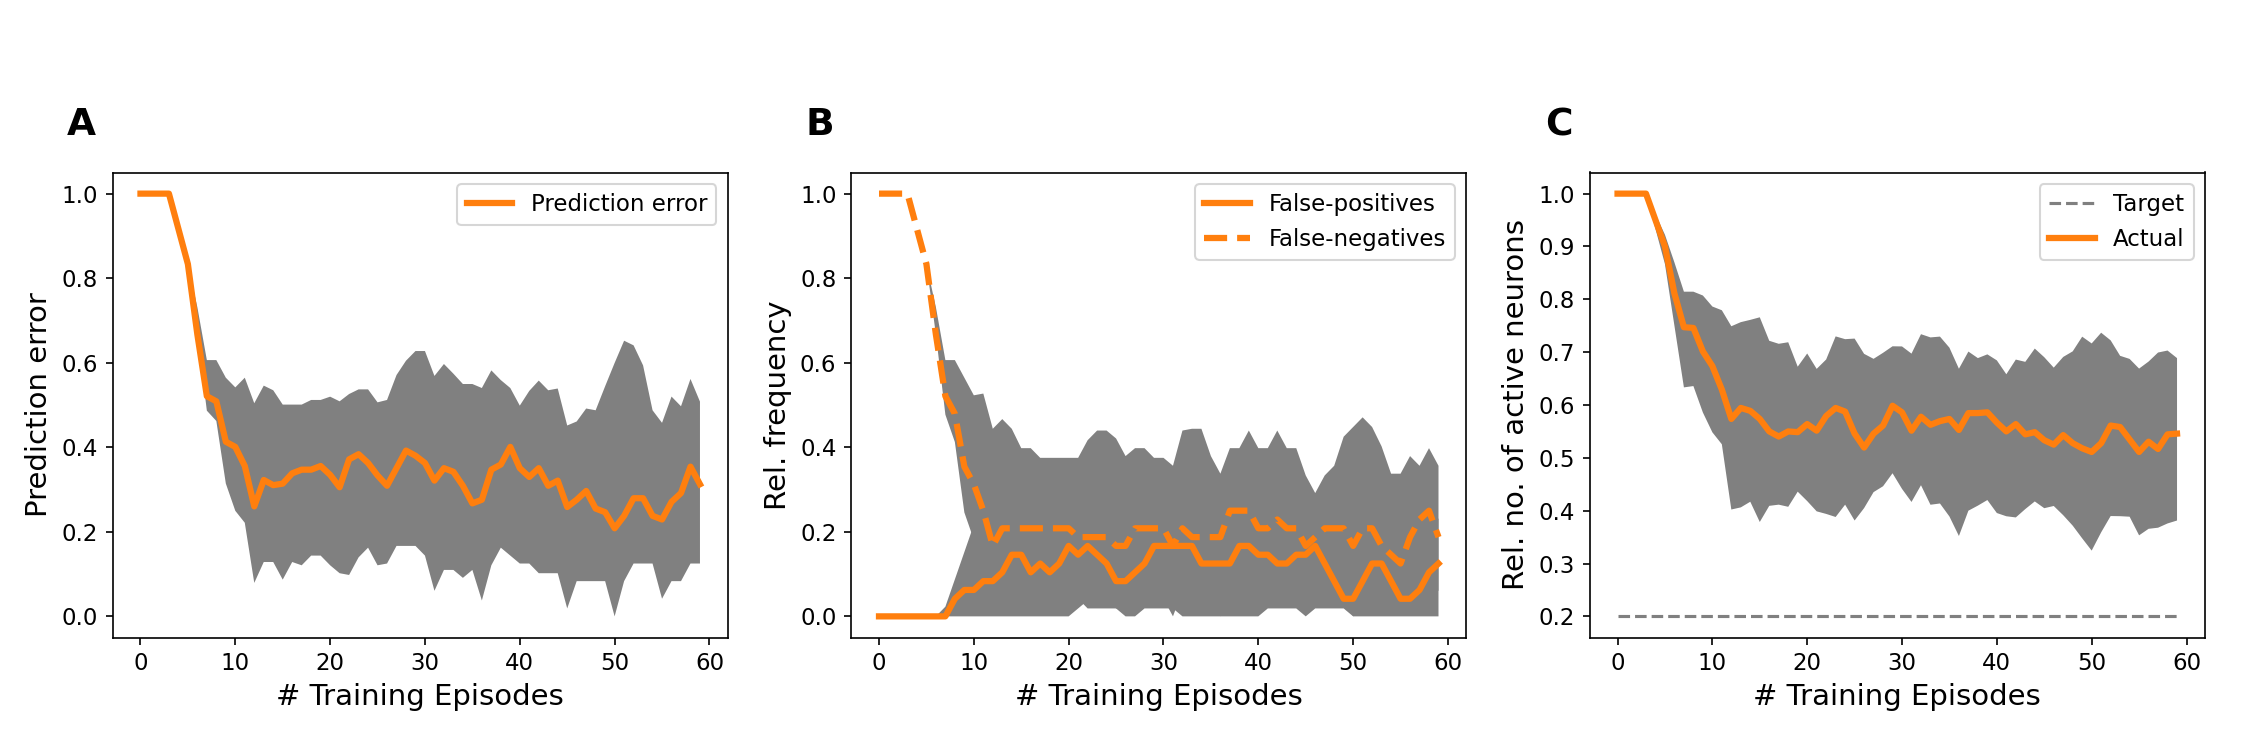 A
B
C
Prediction error
1.0
0.8
0.6
0.4
0.2
0.0
0 10 20 30 40 50 60
# Training Episodes
Prediction error
Rel. frequency
1.0
0.8
0.6
0.4
0.2
0.0
0 10 20 30 40 50 60
# Training Episodes
False-positives
False-negatives
Rel. no. of active neurons
1.0
0.9
0.8
0.7
0.6
0.5
0.4
0.3
0.2
0 10 20 30 40 50 60
# Training Episodes
Target
Actual